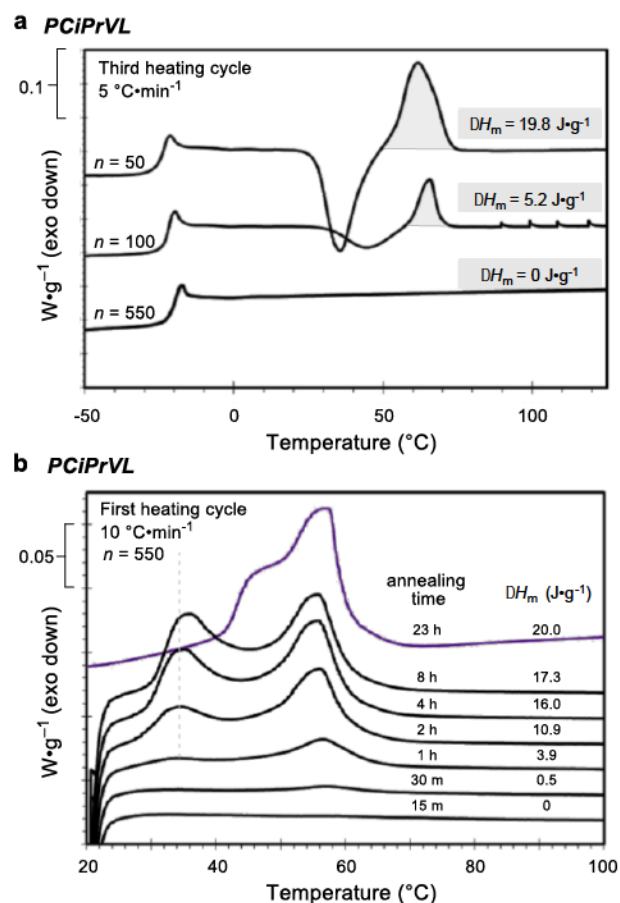 a PCiPrVL
Third heating cycle
5 °C•min⁻¹
0.1
n = 50
DHm = 19.8 J•g⁻¹
n = 100
DHm = 5.2 J•g⁻¹
n = 550
DHm = 0 J•g⁻¹
W•g⁻¹ (exo down)
-50 0 50 100
Temperature (°C)
b PCiPrVL
First heating cycle
10 °C•min⁻¹
n = 550
0.05
annealing
time
DHm (J•g⁻¹)
23 h 20.0
8 h 17.3
4 h 16.0
2 h 10.9
1 h 3.9
30 m 0.5
15 m 0
W•g⁻¹ (exo down)
20 40 60 80 100
Temperature (°C)